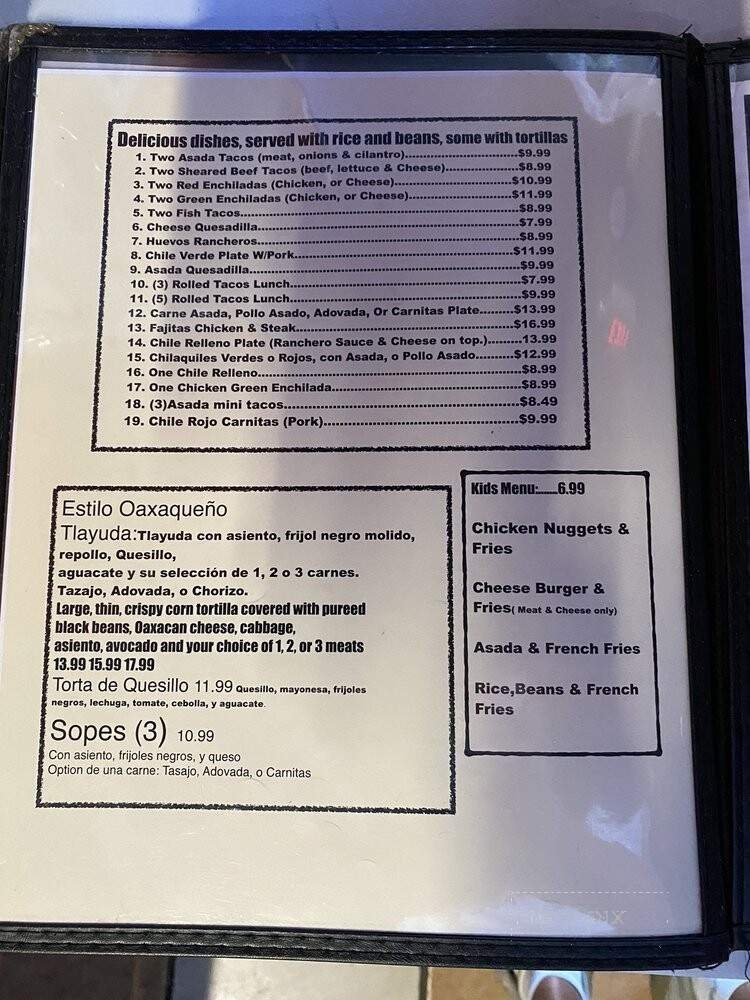 Delicious dishes, served with rice and beans, some with tortillas
1. Two Asada Tacos (meat, onions & cilantro)..............................$9.99
2. Two Sheared Beef Tacos (beef, lettuce & Cheese)....................$8.99
3. Two Red Enchiladas (Chicken, or Cheese)..............................$10.99
4. Two Green Enchiladas (Chicken, or Cheese)...........................$11.99
5. Two Fish Tacos..............................$8.99
6. Cheese Quesadilla..............................$7.99
7. Huevos Rancheros..............................$8.99
8. Chile Verde Plate W/Pork..............................$11.99
9. Asada Quesadilla..............................$9.99
10. (3) Rolled Tacos Lunch..............................$7.99
11. (5) Rolled Tacos Lunch..............................$9.99
12. Carne Asada, Pollo Asado, Adovada, Or Carnitas Plate........$13.99
13. Fajitas Chicken & Steak..............................$16.99
14. Chile Relleno Plate (Ranchero Sauce & Cheese on top.)........13.99
15. Chilaquiles Verdes o Rojos, con Asada, o Pollo Asado.........$12.99
16. One Chile Relleno..............................$8.99
17. One Chicken Green Enchilada..............................$8.99
18. (3)Asada mini tacos..............................$8.49
19. Chile Rojo Carnitas (Pork)..............................$9.99
Estilo Oaxaqueño
Tlayuda:Tlayuda con asiento, frijol negro molido,
repollo, Quesillo,
aguacate y su selección de 1, 2 o 3 carnes.
Tazajo, Adovada, o Chorizo.
Large, thin, crispy corn tortilla covered with pureed
black beans, Oaxacan cheese, cabbage,
asiento, avocado and your choice of 1, 2, or 3 meats
13.99 15.99 17.99
Torta de Quesillo 11.99 Quesillo, mayonesa, frijoles
negros, lechuga, tomate, cebolla, y aguacate.
Sopes (3) 10.99
Con asiento, frijoles negros, y queso
Option de una carne: Tasajo, Adovada, o Carnitas
Kids Menu:......6.99
Chicken Nuggets &
Fries
Cheese Burger &
Fries( Meat & Cheese only)
Asada & French Fries
Rice,Beans & French
Fries